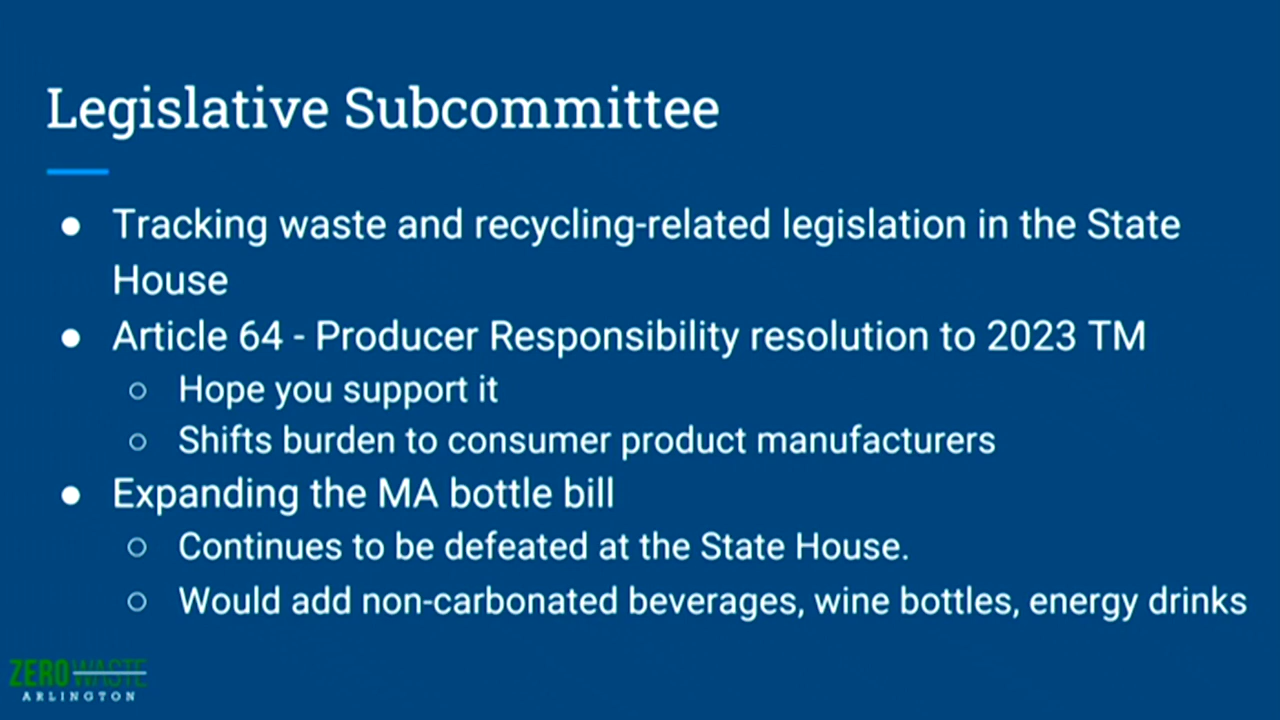 Legislative Subcommittee
● Tracking waste and recycling-related legislation in the State
House
● Article 64 - Producer Responsibility resolution to 2023 TM
○ Hope you support it
○ Shifts burden to consumer product manufacturers
● Expanding the MA bottle bill
○ Continues to be defeated at the State House.
○ Would add non-carbonated beverages, wine bottles, energy drinks
ZERO WASTE
ARLINGTON